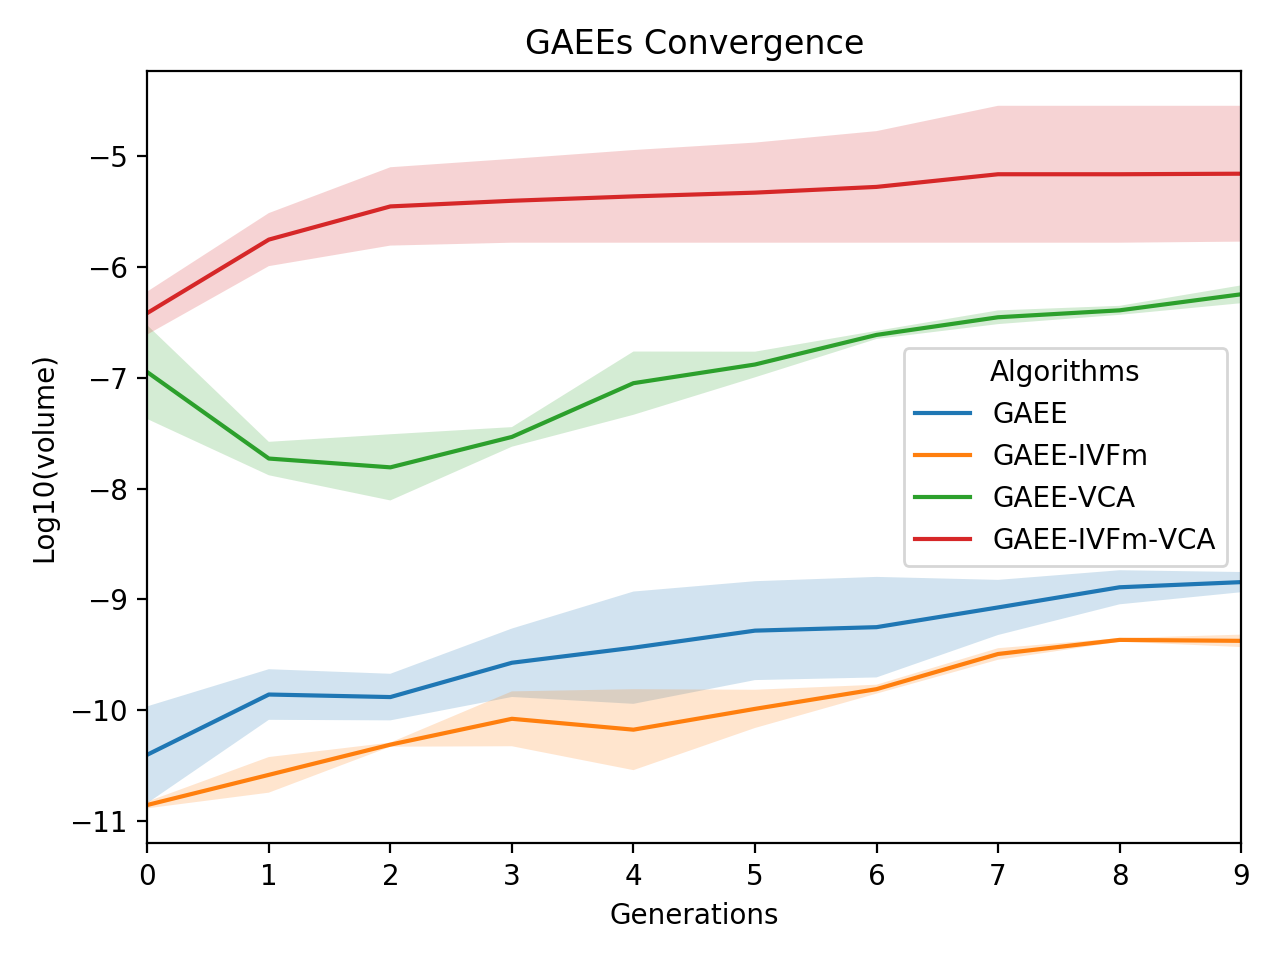 GAEEs Convergence
Log10(volume)
−5
−6
−7
−8
−9
−10
−11
Algorithms
GAEE
GAEE-IVFm
GAEE-VCA
GAEE-IVFm-VCA
0 1 2 3 4 5 6 7 8 9
Generations